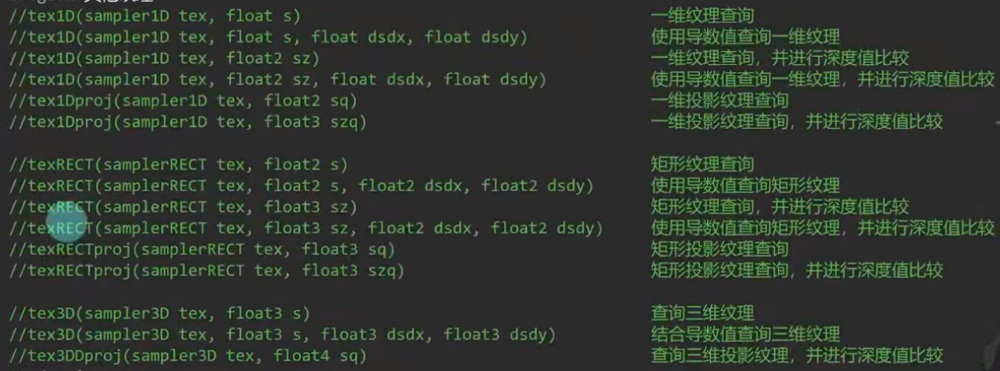 //tex1D(sampler1D tex, float s) 一维纹理查询
//tex1D(sampler1D tex, float s, float dsdx, float dsdy) 使用导数值查询一维纹理
//tex1D(sampler1D tex, float2 sz) 一维纹理查询，并进行深度值比较
//tex1D(sampler1D tex, float2 sz, float dsdx, float dsdy) 使用导数值查询一维纹理，并进行深度值比较
//tex1Dproj(sampler1D tex, float2 sq) 一维投影纹理查询
//tex1Dproj(sampler1D tex, float3 szq) 一维投影纹理查询，并进行深度值比较
//texRECT(samplerRECT tex, float2 s) 矩形纹理查询
//texRECT(samplerRECT tex, float2 s, float2 dsdx, float2 dsdy) 使用导数值查询矩形纹理
//texRECT(samplerRECT tex, float3 sz) 矩形纹理查询，并进行深度值比较
//texRECT(samplerRECT tex, float3 sz, float2 dsdx, float2 dsdy) 使用导数值查询矩形纹理，并进行深度值比较
//texRECTproj(samplerRECT tex, float3 sq) 矩形投影纹理查询
//texRECTproj(samplerRECT tex, float3 szq) 矩形投影纹理查询，并进行深度值比较
//tex3D(sampler3D tex, float3 s) 查询三维纹理
//tex3D(sampler3D tex, float3 s, float3 dsdx, float3 dsdy) 结合导数值查询三维纹理
//tex3DDproj(sampler3D tex, float4 sq) 查询三维投影纹理，并进行深度值比较